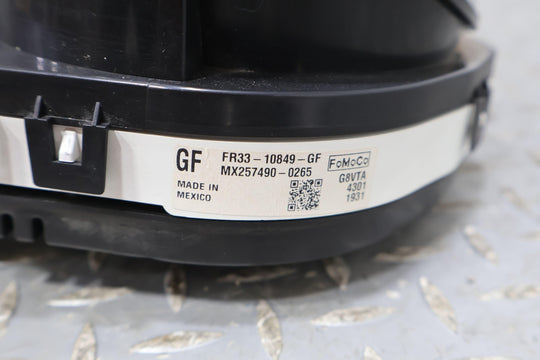 GF FR33-10849-GF FoMoCo
MX257490-0265 G8VTA
MADE IN 4301
MEXICO 1931